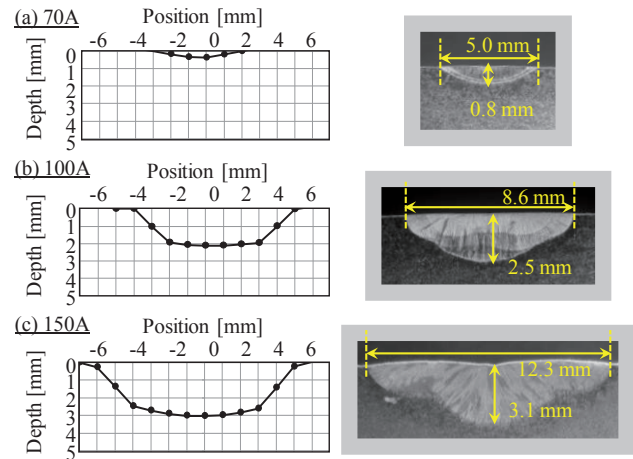 (a) 70A
Position [mm]
-6 -4 -2 0 2 4 6
Depth [mm]
0
1
2
3
4
5
5.0 mm
0.8 mm
(b) 100A
Position [mm]
-6 -4 -2 0 2 4 6
Depth [mm]
0
1
2
3
4
5
8.6 mm
2.5 mm
(c) 150A
Position [mm]
-6 -4 -2 0 2 4 6
Depth [mm]
0
1
2
3
4
5
12.3 mm
3.1 mm